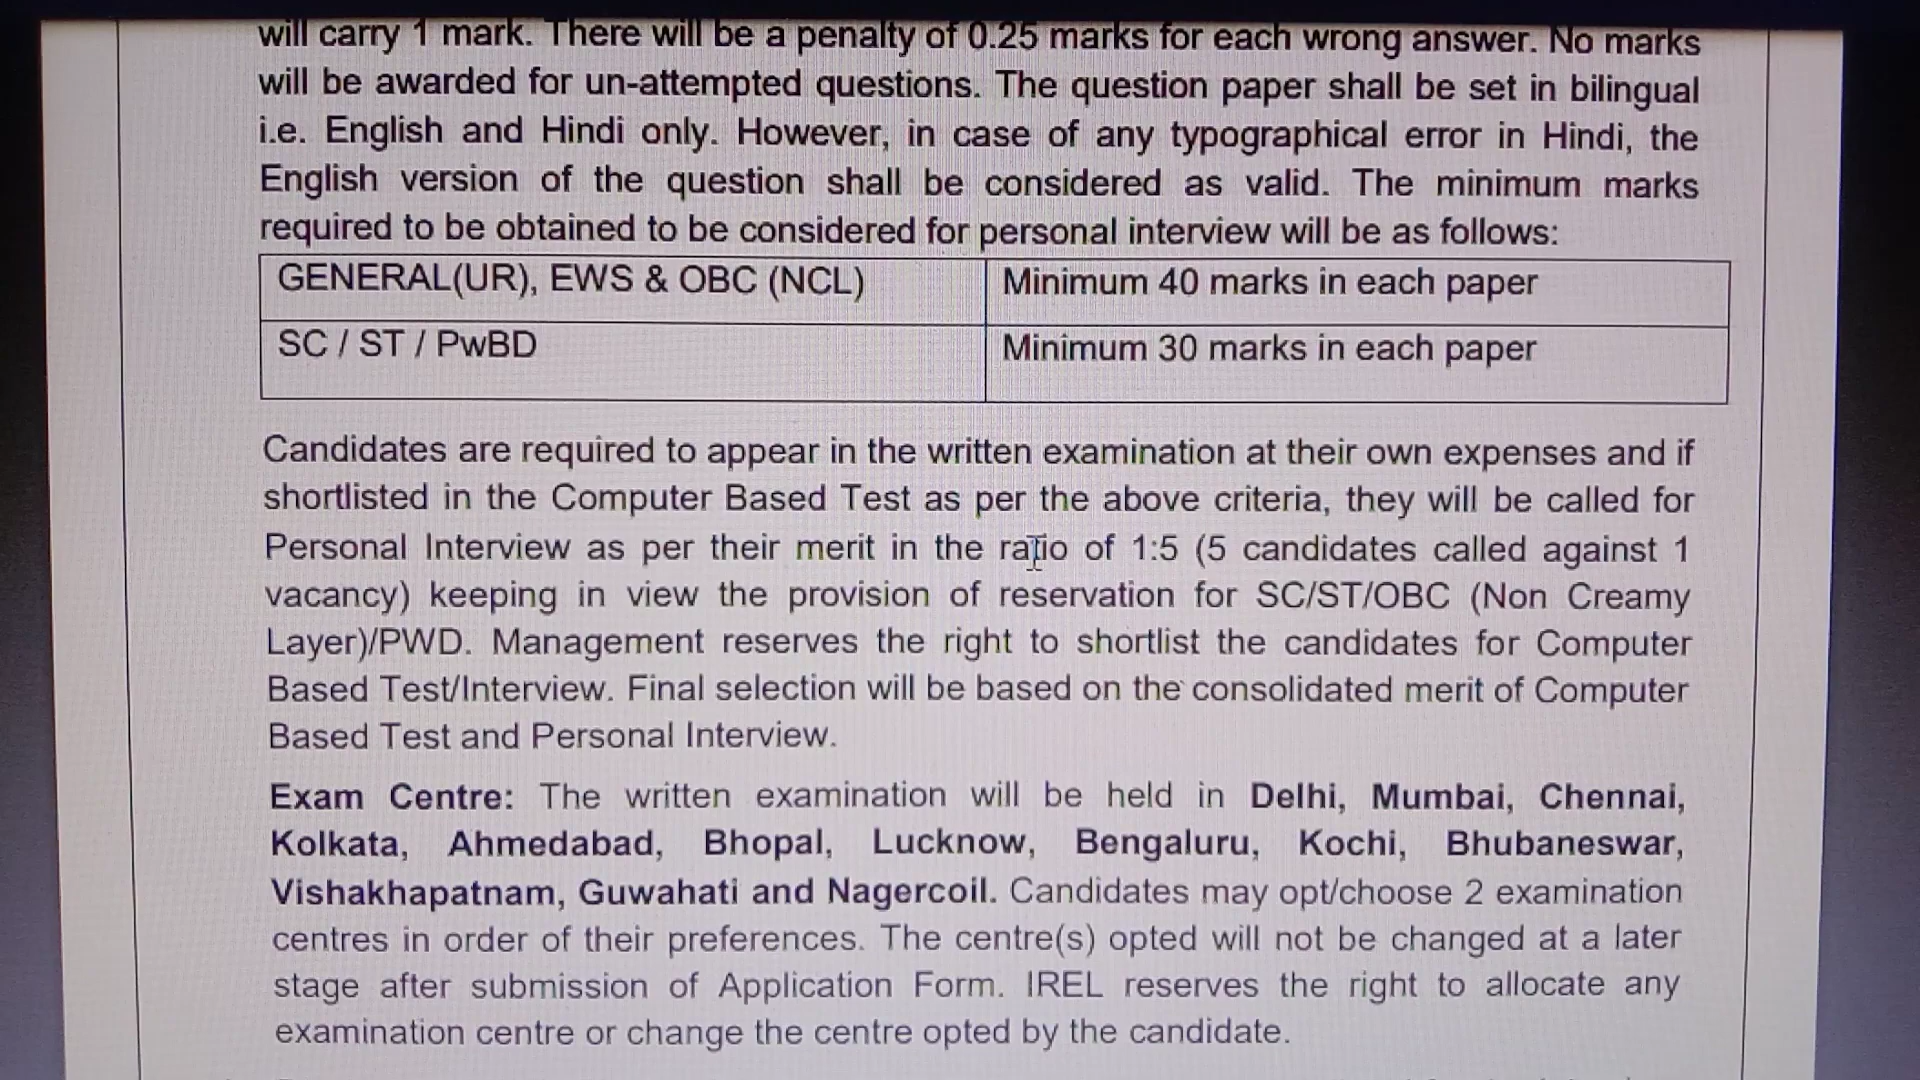 will carry 1 mark. There will be a penalty of 0.25 marks for each wrong answer. No marks
will be awarded for un-attempted questions. The question paper shall be set in bilingual
i.e. English and Hindi only. However, in case of any typographical error in Hindi, the
English version of the question shall be considered as valid. The minimum marks
required to be obtained to be considered for personal interview will be as follows:
GENERAL(UR), EWS & OBC (NCL) Minimum 40 marks in each paper
SC / ST / PwBD Minimum 30 marks in each paper
Candidates are required to appear in the written examination at their own expenses and if
shortlisted in the Computer Based Test as per the above criteria, they will be called for
Personal Interview as per their merit in the ratio of 1:5 (5 candidates called against 1
vacancy) keeping in view the provision of reservation for SC/ST/OBC (Non Creamy
Layer)/PWD. Management reserves the right to shortlist the candidates for Computer
Based Test/Interview. Final selection will be based on the consolidated merit of Computer
Based Test and Personal Interview.
Exam Centre: The written examination will be held in Delhi, Mumbai, Chennai,
Kolkata, Ahmedabad, Bhopal, Lucknow, Bengaluru, Kochi, Bhubaneswar,
Vishakhapatnam, Guwahati and Nagercoil. Candidates may opt/choose 2 examination
centres in order of their preferences. The centre(s) opted will not be changed at a later
stage after submission of Application Form. IREL reserves the right to allocate any
examination centre or change the centre opted by the candidate.